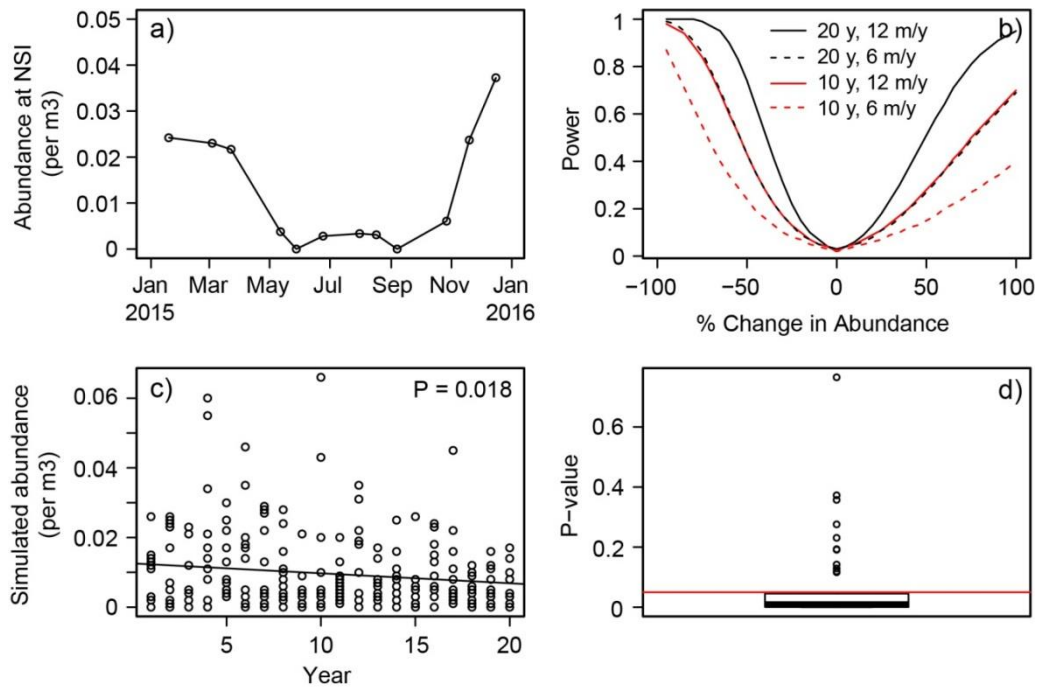 a)
Abundance at NSI
(per m3)
0.05
0.04
0.03
0.02
0.01
0
Jan Mar May Jul Sep Nov Jan
2015 2016
b)
20 y, 12 m/y
20 y, 6 m/y
10 y, 12 m/y
10 y, 6 m/y
Power
1
0.8
0.6
0.4
0.2
0
−100 −50 0 50 100
% Change in Abundance
c)
P = 0.018
Simulated abundance
(per m3)
0.06
0.04
0.02
0
5 10 15 20
Year
d)
P−value
0.6
0.4
0.2
0